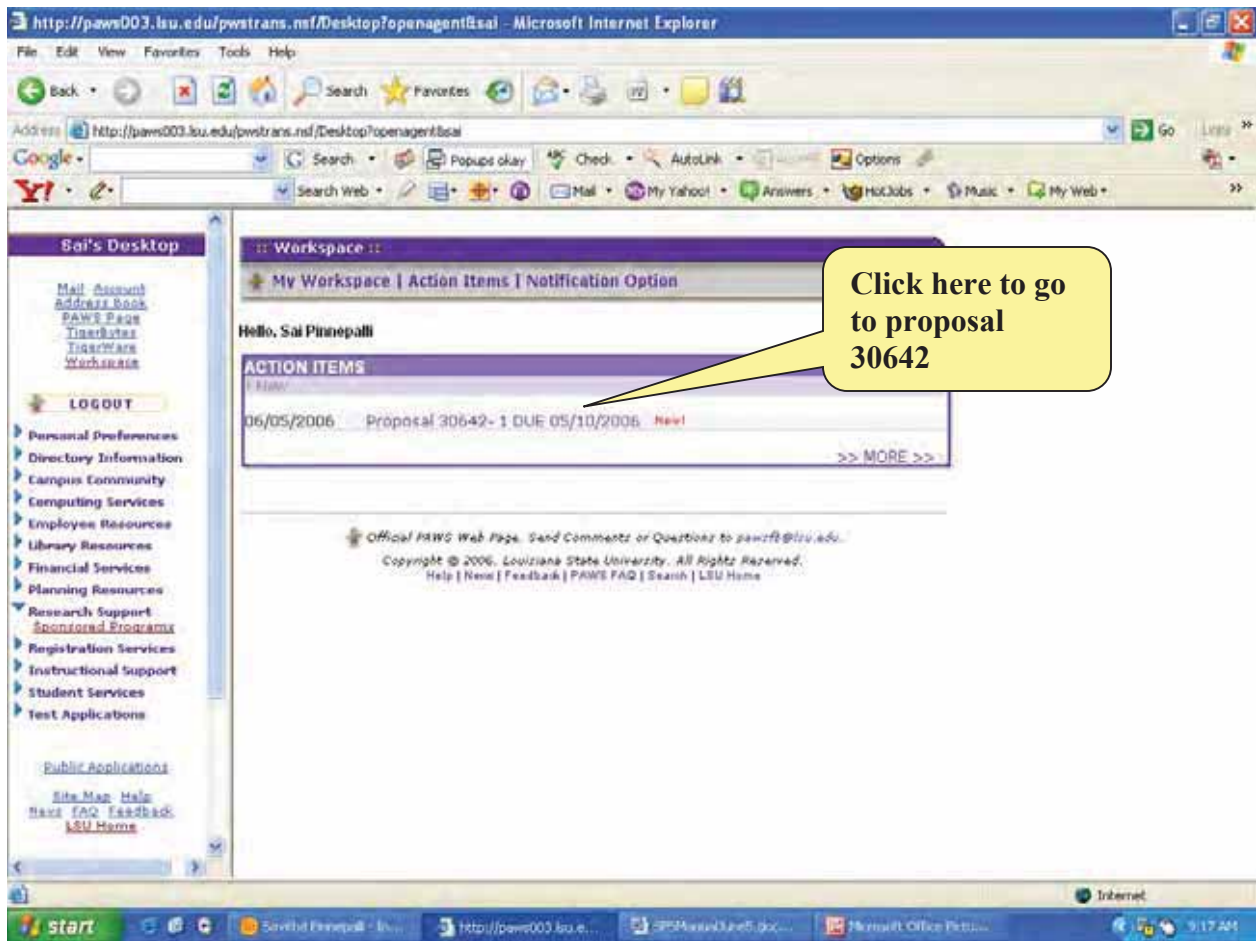 http://paws003.lsu.edu/pwstrans.nsf/Desktop?openagent&sai - Microsoft Internet Explorer
File Edit View Favorites Tools Help
Back Search Favorites
Address http://paws003.lsu.edu/pwstrans.nsf/Desktop?openagent&sai Go Links »
Google Search Popups okay Check AutoLink Options
Y! Search Web Mail My Yahoo! Answers HotJobs Music My Web »
Sai's Desktop
Mail Account
Address Book
PAWS Page
TigerBytes
TigerWare
Workspace
LOGOUT
Personal Preferences
Directory Information
Campus Community
Computing Services
Employee Resources
Library Resources
Financial Services
Planning Resources
Research Support
Sponsored Programs
Registration Services
Instructional Support
Student Services
Test Applications
Public Applications
Site Map Help
News FAQ Feedback
LSU Home
:: Workspace ::
My Workspace | Action Items | Notification Option
Hello, Sai Pinnepalli
ACTION ITEMS
1 New
06/05/2006 Proposal 30642- 1 DUE 05/10/2006 New!
>> MORE >>
Click here to go
to proposal
30642
Official PAWS Web Page. Send Comments or Questions to
Copyright © 2006. Louisiana State University. All Rights Reserved.
Help | News | Feedback | PAWS FAQ | Search | LSU Home
Internet
start http://paws003.lsu.e... 9:17 AM